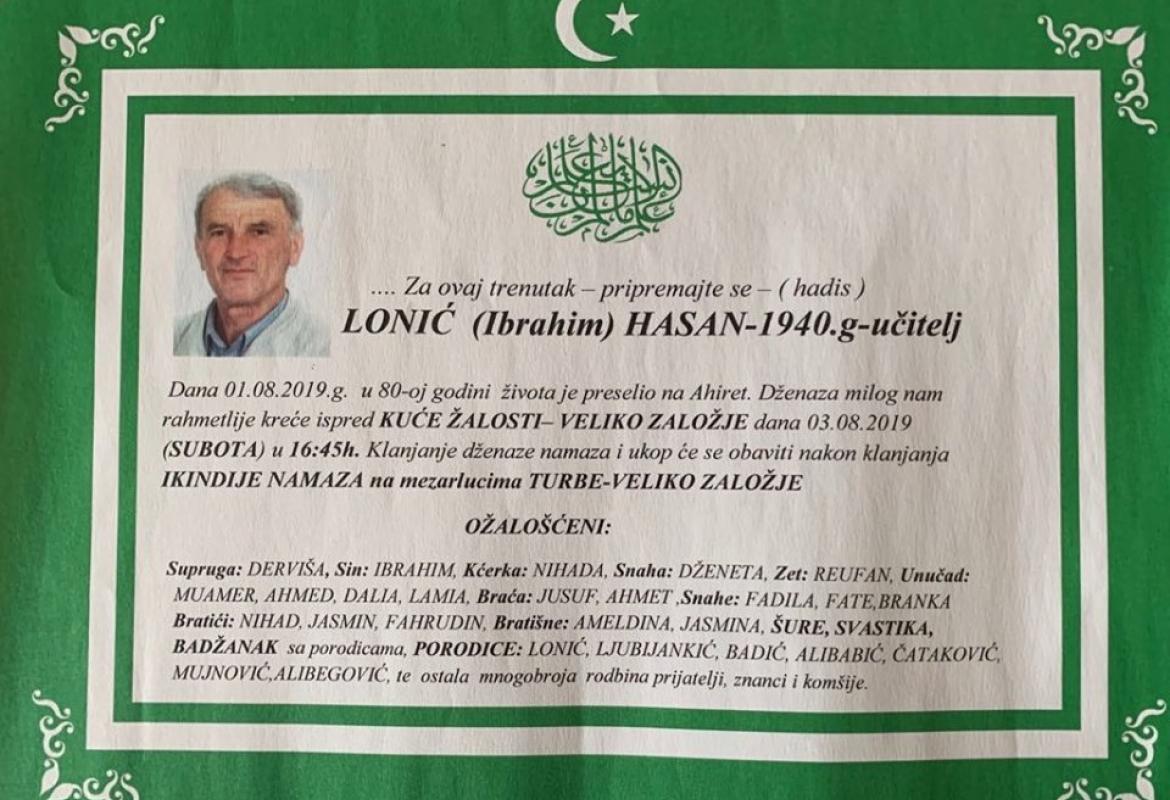 .... Za ovaj trenutak – pripremajte se – ( hadis )
LONIĆ (Ibrahim) HASAN-1940.g-učitelj
Dana 01.08.2019.g. u 80-oj godini života je preselio na Ahiret. Dženaza milog nam
rahmetlije kreće ispred KUĆE ŽALOSTI– VELIKO ZALOŽJE dana 03.08.2019
(SUBOTA) u 16:45h. Klanjanje dženaze namaza i ukop će se obaviti nakon klanjanja
IKINDIJE NAMAZA na mezarlucima TURBE-VELIKO ZALOŽJE
OŽALOŠĆENI:
Supruga: DERVIŠA, Sin: IBRAHIM, Kćerka: NIHADA, Snaha: DŽENETA, Zet: REUFAN, Unučad:
MUAMER, AHMED, DALIA, LAMIA, Braća: JUSUF, AHMET ,Snahe: FADILA, FATE,BRANKA
Bratići: NIHAD, JASMIN, FAHRUDIN, Bratišne: AMELDINA, JASMINA, ŠURE, SVASTIKA,
BADŽANAK sa porodicama, PORODICE: LONIĆ, LJUBIJANKIĆ, BADIĆ, ALIBABIĆ, ČATAKOVIĆ,
MUJNOVIĆ,ALIBEGOVIĆ, te ostala mnogobroja rodbina prijatelji, znanci i komšije.